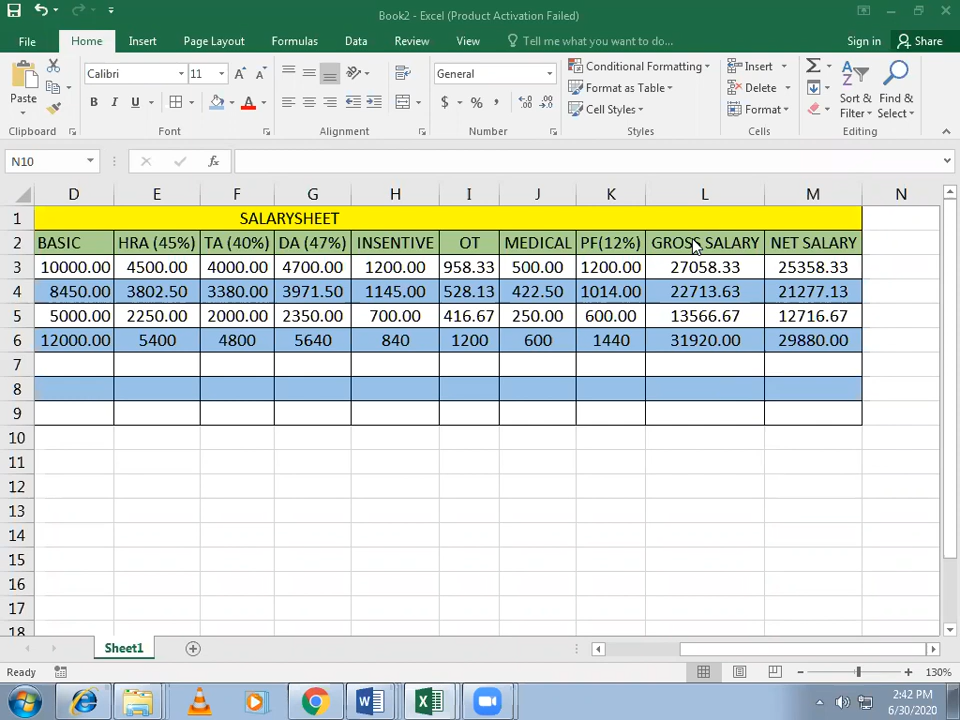 Book2 - Excel (Product Activation Failed)
File Home Insert Page Layout Formulas Data Review View Tell me what you want to do... Sign in Share
Paste Calibri 11 General Conditional Formatting Format as Table Cell Styles Insert Delete Format Sort & Filter Find & Select
Clipboard Font Alignment Number Styles Cells Editing
N10 fx
D E F G H I J K L M N
1 SALARYSHEET
2 BASIC HRA (45%) TA (40%) DA (47%) INSENTIVE OT MEDICAL PF(12%) GROSS SALARY NET SALARY
3 10000.00 4500.00 4000.00 4700.00 1200.00 958.33 500.00 1200.00 27058.33 25358.33
4 8450.00 3802.50 3380.00 3971.50 1145.00 528.13 422.50 1014.00 22713.63 21277.13
5 5000.00 2250.00 2000.00 2350.00 700.00 416.67 250.00 600.00 13566.67 12716.67
6 12000.00 5400 4800 5640 840 1200 600 1440 31920.00 29880.00
7
8
9
10
11
12
13
14
15
16
17
18
Sheet1
Ready 130%
2:42 PM
6/30/2020